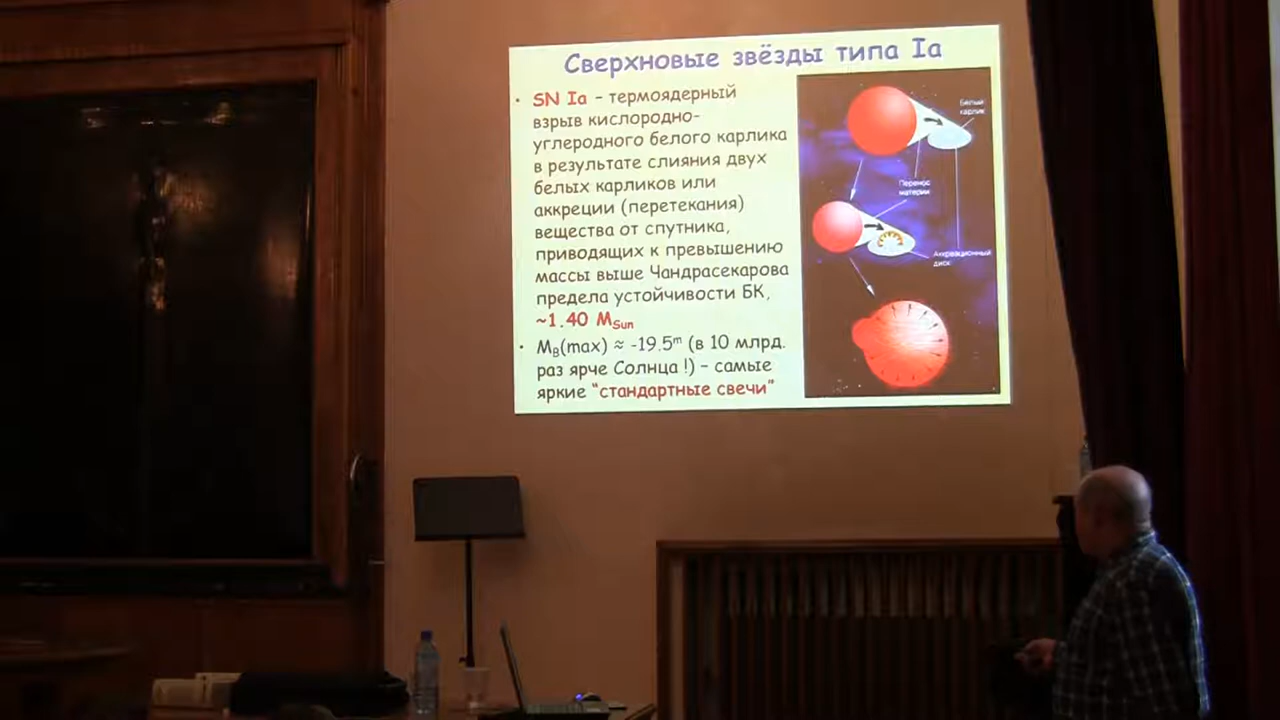 Сверхновые звёзды типа Ia
• SN Ia – термоядерный
взрыв кислородно-
углеродного белого карлика
в результате слияния двух
белых карликов или
аккреции (перетекания)
вещества от спутника,
приводящих к превышению
массы выше Чандрасекарова
предела устойчивости БК,
~1.40 MSun
• MB(max) ≈ -19.5m (в 10 млрд.
раз ярче Солнца !) – самые
яркие “стандартные свечи”
Белый
карлик
Перенос
материи
Аккреационный
диск